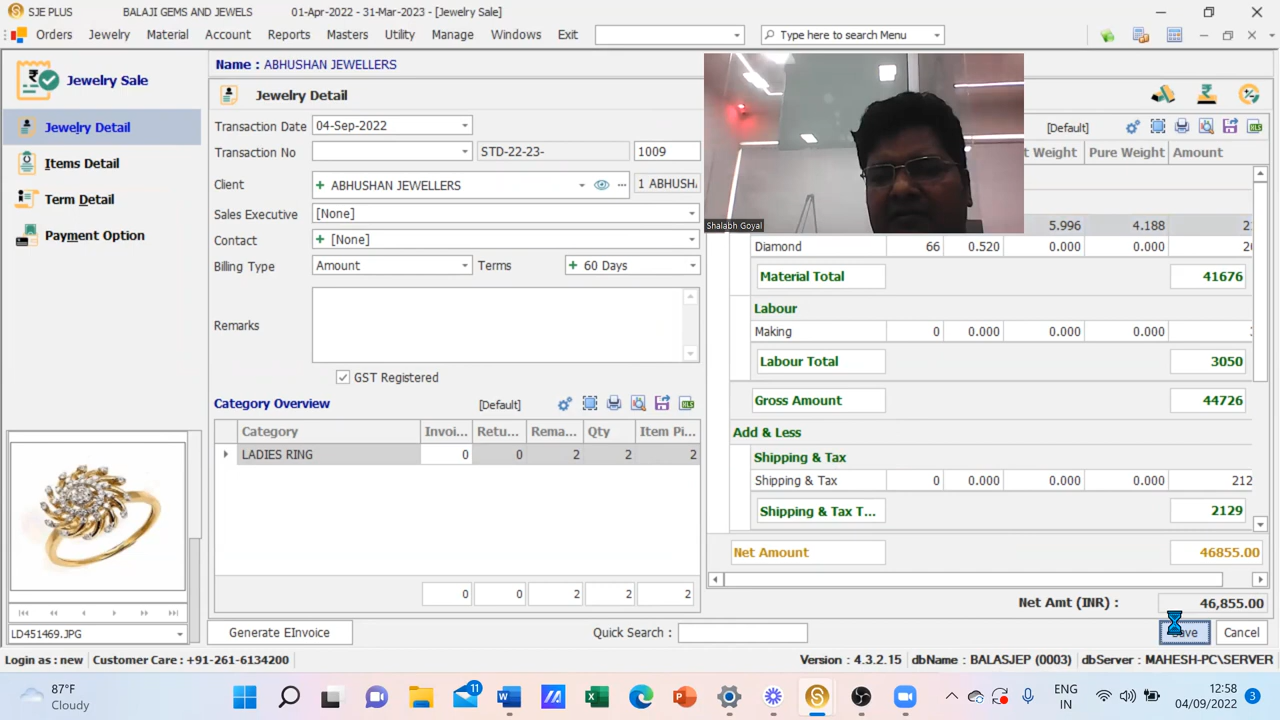 SJE PLUS BALAJI GEMS AND JEWELS 01-Apr-2022 - 31-Mar-2023 - [Jewelry Sale]
Orders Jewelry Material Account Reports Masters Utility Manage Windows Exit Type here to search Menu
Name : ABHUSHAN JEWELLERS
Jewelry Sale
Jewelry Detail
Items Detail
Term Detail
Payment Option
LD451469.JPG
Jewelry Detail
Transaction Date 04-Sep-2022
Transaction No STD-22-23- 1009
Client ABHUSHAN JEWELLERS 1 ABHUSH
Sales Executive [None]
Contact [None]
Billing Type Amount Terms 60 Days
Remarks
GST Registered
Category Overview [Default]
Category Invoi... Retu... Rema... Qty Item Pi...
LADIES RING 0 0 2 2 2
0 0 2 2 2
Generate EInvoice
Shalabh Goyal
[Default]
t Weight Pure Weight Amount
5.996 4.188
Diamond 66 0.520 0.000 0.000
Material Total 41676
Labour
Making 0 0.000 0.000 0.000
Labour Total 3050
Gross Amount 44726
Add & Less
Shipping & Tax
Shipping & Tax 0 0.000 0.000 0.000 212
Shipping & Tax T... 2129
Net Amount 46855.00
Net Amt (INR) : 46,855.00
Quick Search : Save Cancel
Login as : new Customer Care : +91-261-6134200 Version : 4.3.2.15 dbName : BALASJEP (0003) dbServer : MAHESH-PC\SERVER
87°F
Cloudy
11
ENG
IN
12:58
04/09/2022
3